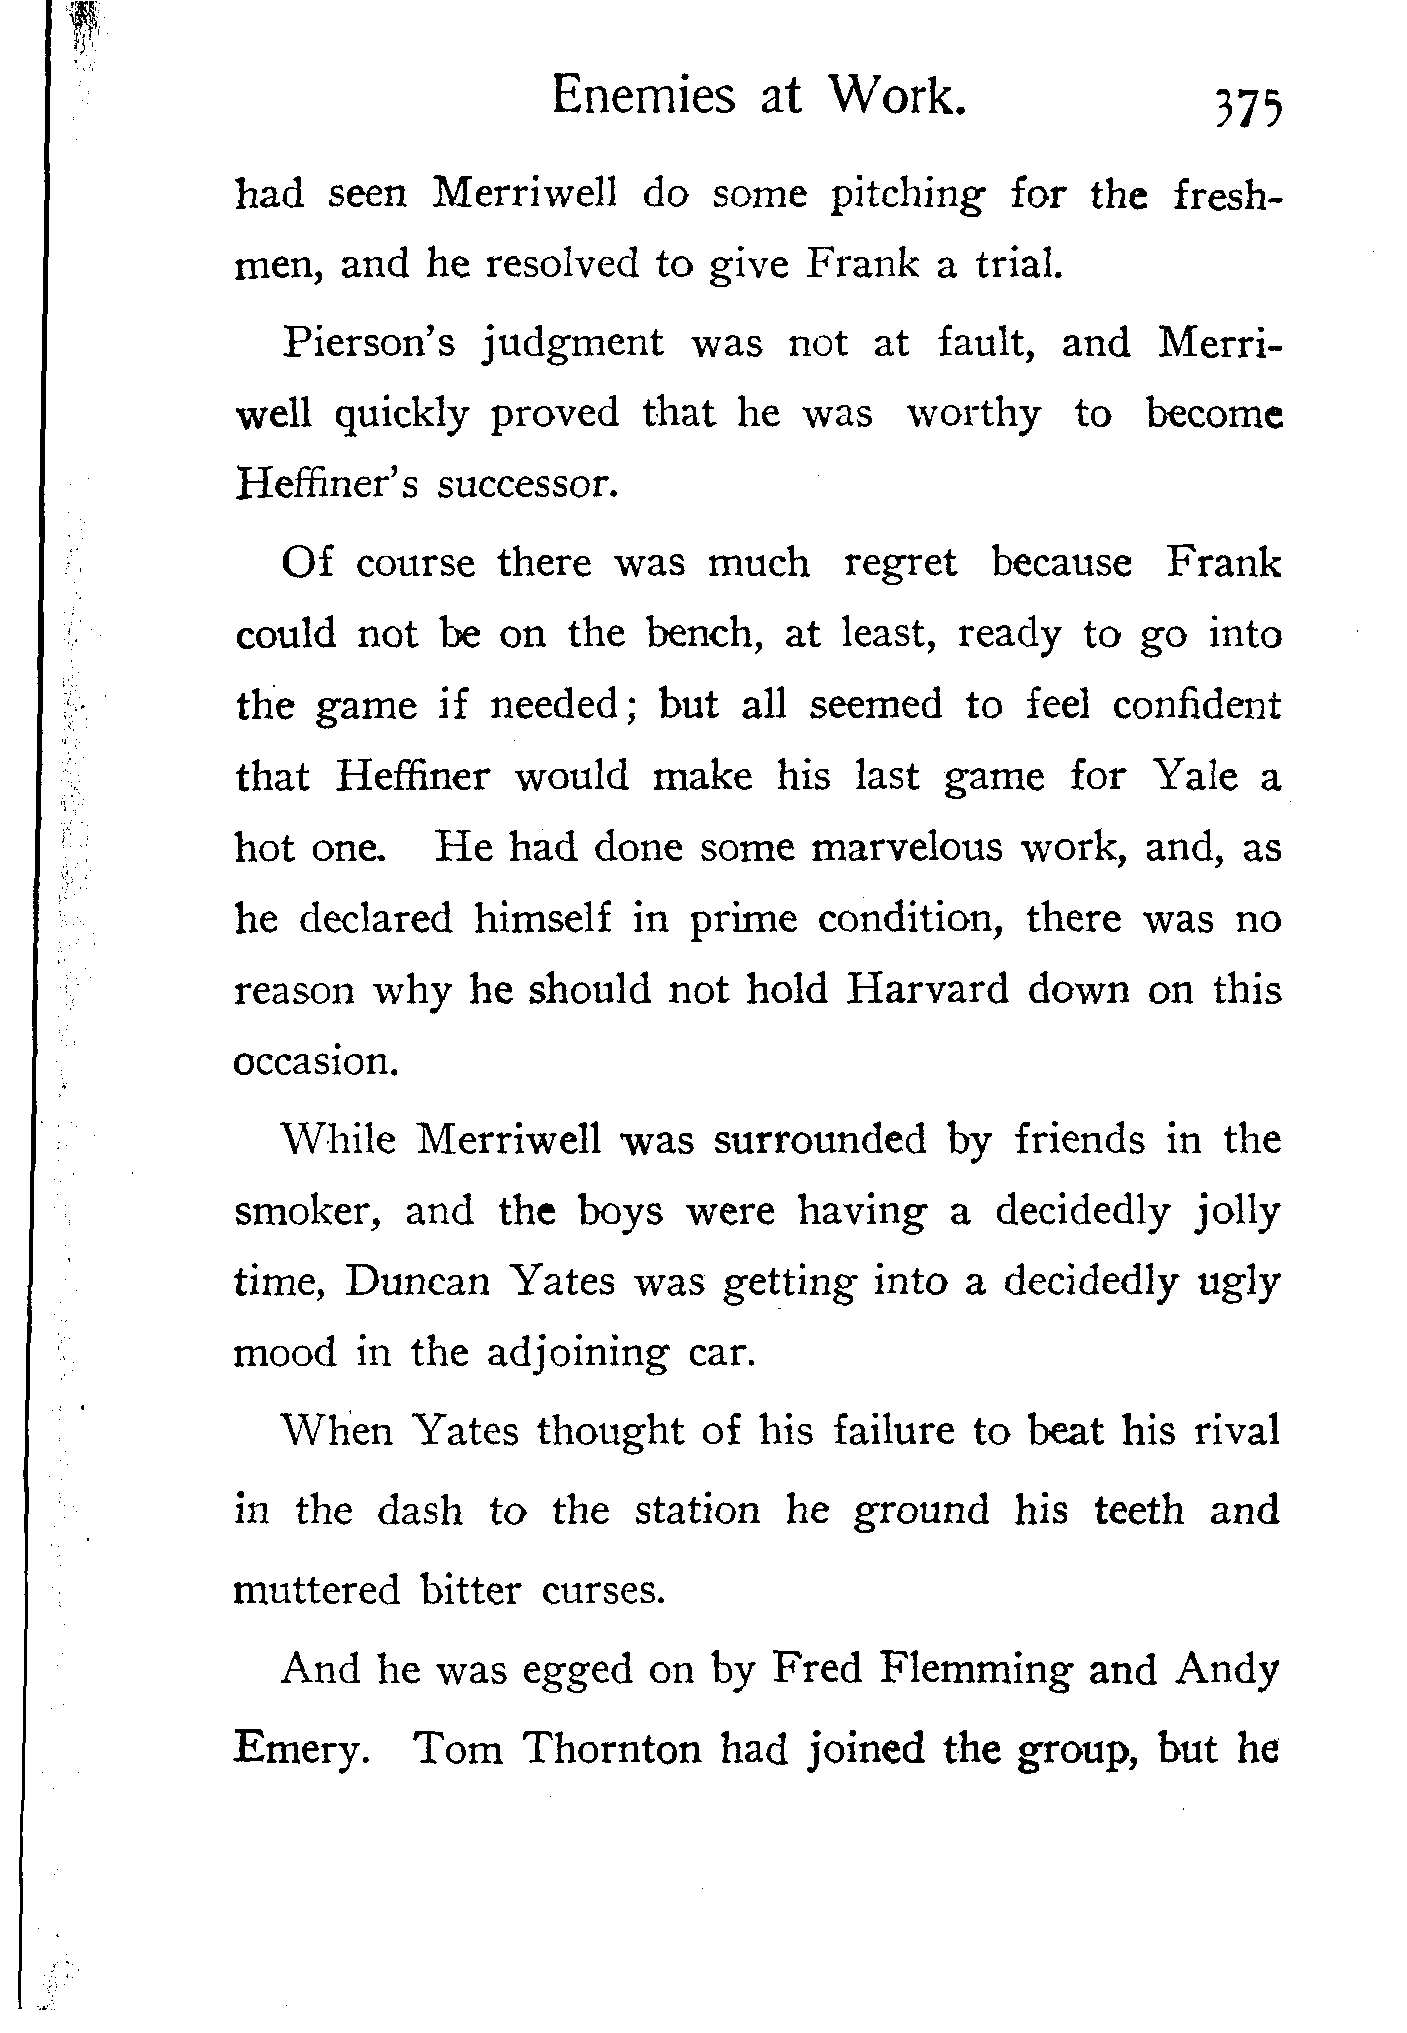 Enemies at Work. 375
had seen Merriwell do some pitching for the fresh-
men, and he resolved to give Frank a trial.
Pierson's judgment was not at fault, and Merri-
well quickly proved that he was worthy to become
Heffiner's successor.
Of course there was much regret because Frank
could not be on the bench, at least, ready to go into
the game if needed; but all seemed to feel confident
that Heffiner would make his last game for Yale a
hot one. He had done some marvelous work, and, as
he declared himself in prime condition, there was no
reason why he should not hold Harvard down on this
occasion.
While Merriwell was surrounded by friends in the
smoker, and the boys were having a decidedly jolly
time, Duncan Yates was getting into a decidedly ugly
mood in the adjoining car.
When Yates thought of his failure to beat his rival
in the dash to the station he ground his teeth and
muttered bitter curses.
And he was egged on by Fred Flemming and Andy
Emery. Tom Thornton had joined the group, but he